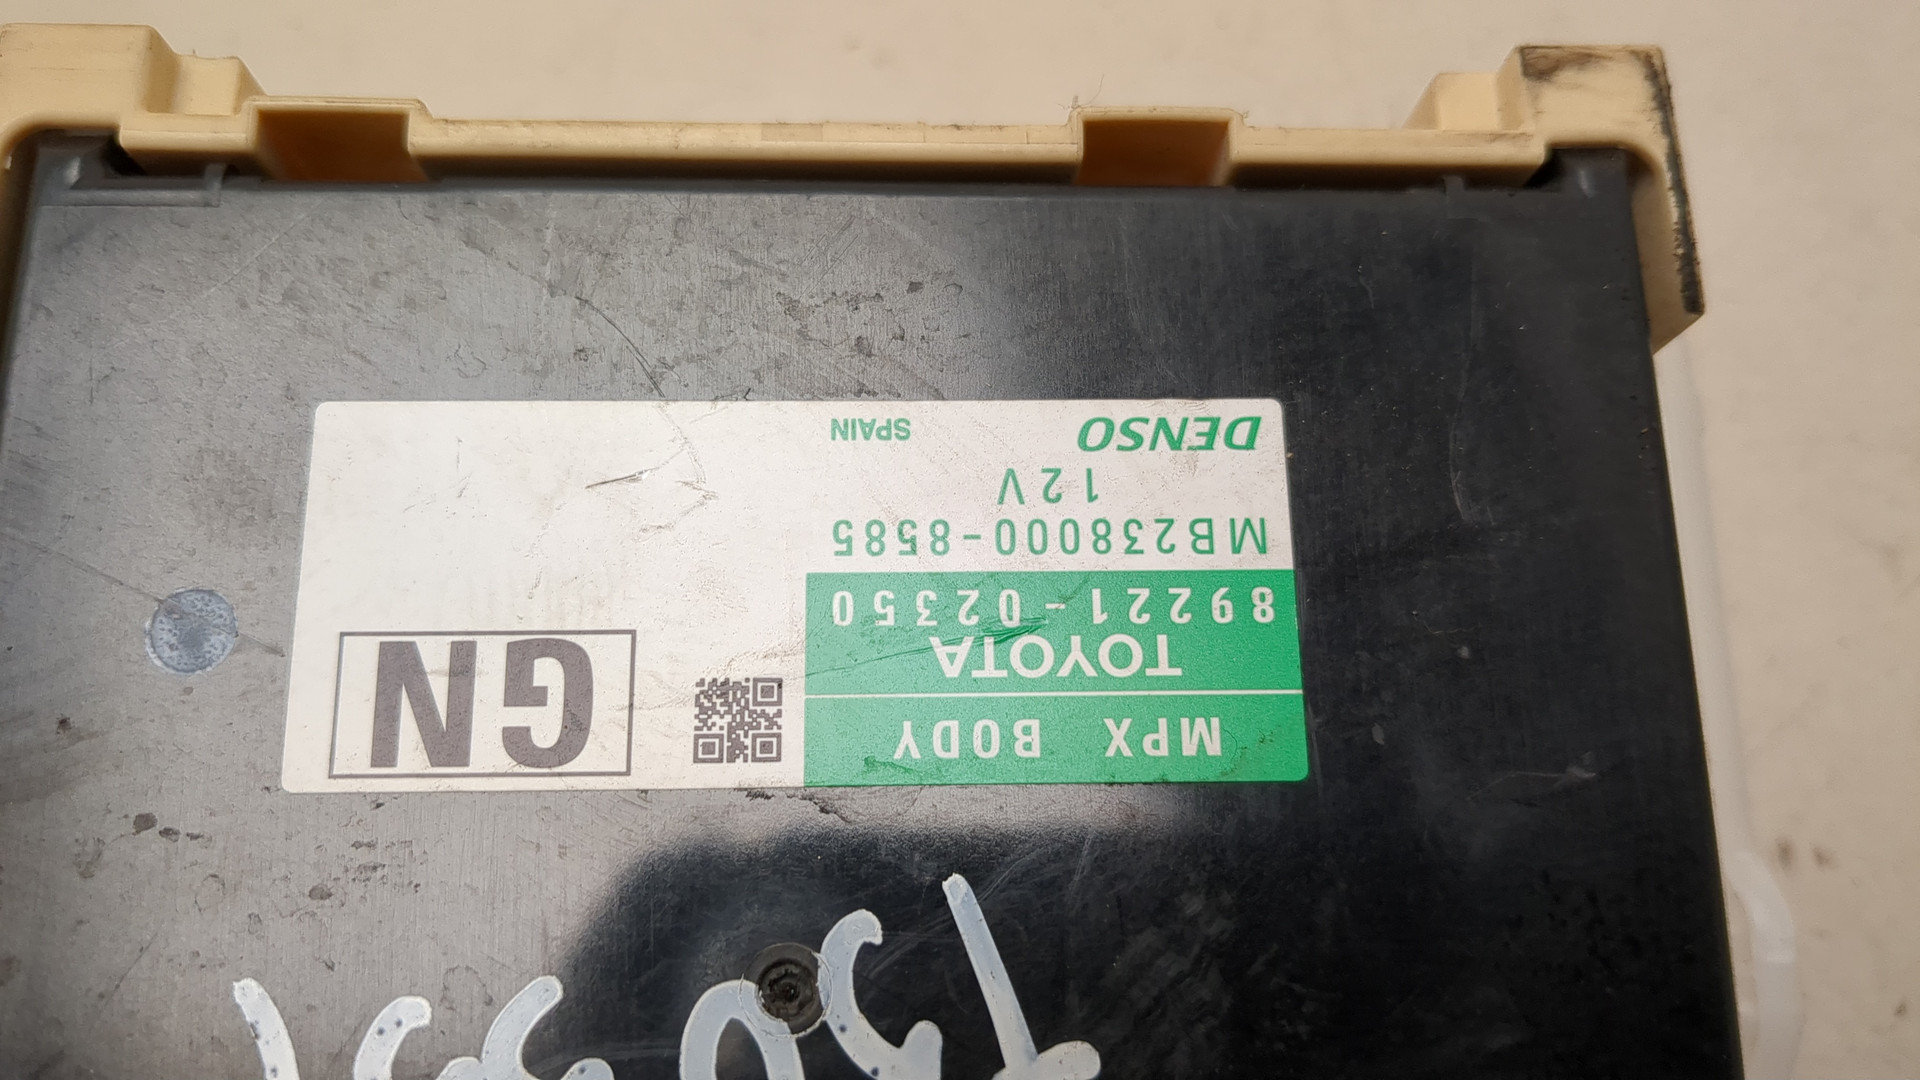 MPX BODY
TOYOTA
89221-02350
MB238000-8585
12V
DENSO SPAIN
GN